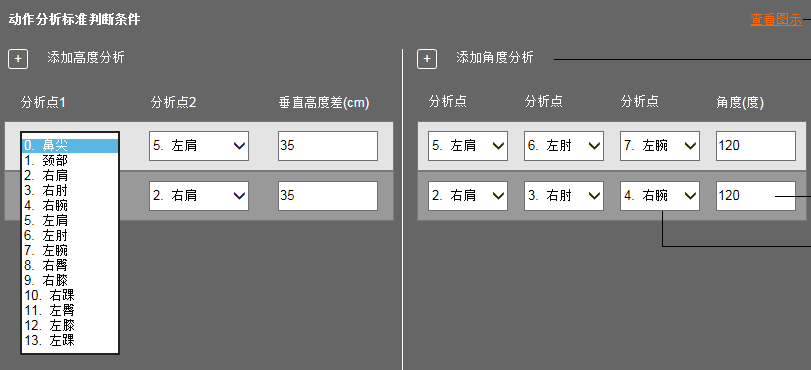 动作分析标准判断条件 查看图示
+ 添加高度分析
分析点1 分析点2 垂直高度差(cm)
5. 左肩 35
2. 右肩 35
0. 鼻尖
1. 颈部
2. 右肩
3. 右肘
4. 右腕
5. 左肩
6. 左肘
7. 左腕
8. 右臀
9. 右膝
10. 右踝
11. 左臀
12. 左膝
13. 左踝
+ 添加角度分析
分析点 分析点 分析点 角度(度)
5. 左肩 6. 左肘 7. 左腕 120
2. 右肩 3. 右肘 4. 右腕 120